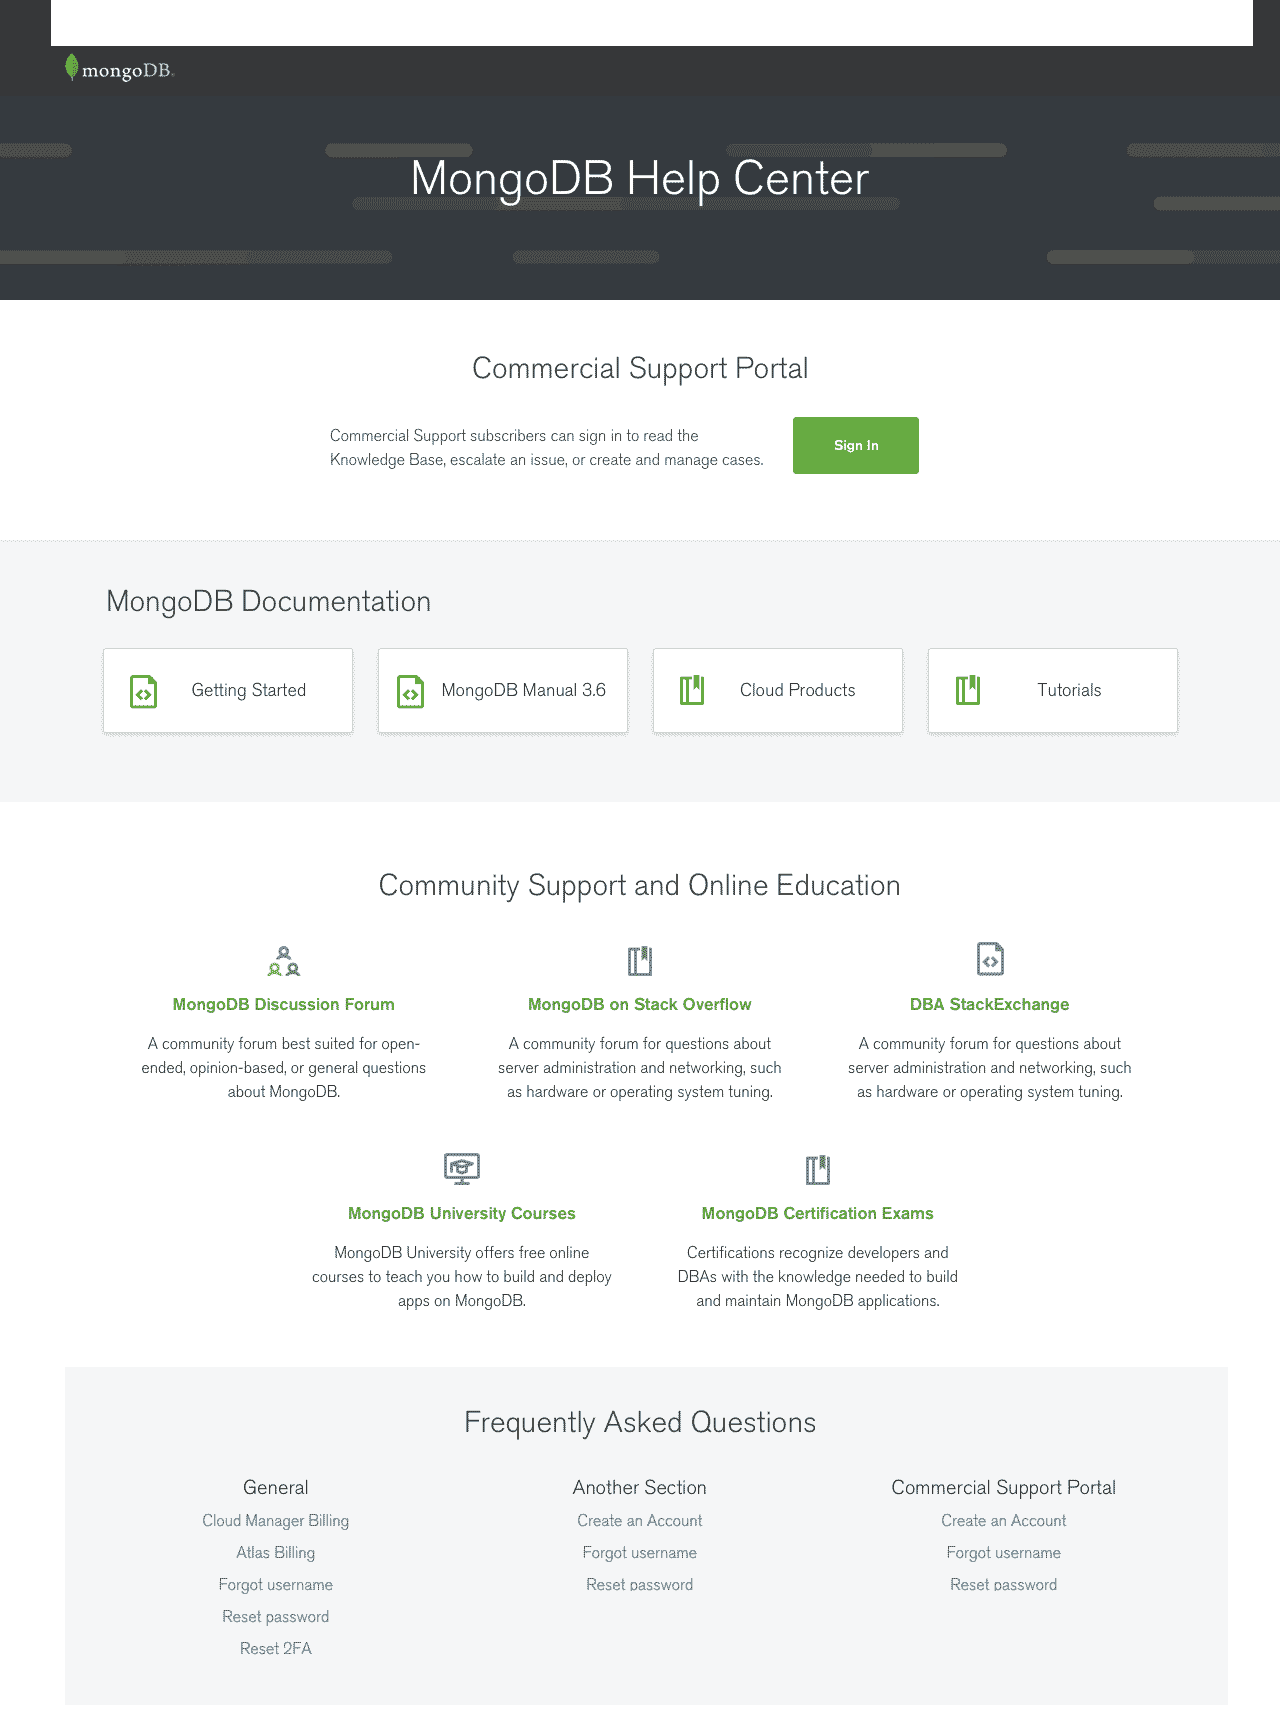 mongoDB
MongoDB Help Center
Commercial Support Portal
Commercial Support subscribers can sign in to read the
Knowledge Base, escalate an issue, or create and manage cases.
Sign In
MongoDB Documentation
Getting Started
MongoDB Manual 3.6
Cloud Products
Tutorials
Community Support and Online Education
MongoDB Discussion Forum
A community forum best suited for open-
ended, opinion-based, or general questions
about MongoDB.
MongoDB on Stack Overflow
A community forum for questions about
server administration and networking, such
as hardware or operating system tuning.
DBA StackExchange
A community forum for questions about
server administration and networking, such
as hardware or operating system tuning.
MongoDB University Courses
MongoDB University offers free online
courses to teach you how to build and deploy
apps on MongoDB.
MongoDB Certification Exams
Certifications recognize developers and
DBAs with the knowledge needed to build
and maintain MongoDB applications.
Frequently Asked Questions
General
Cloud Manager Billing
Atlas Billing
Forgot username
Reset password
Reset 2FA
Another Section
Create an Account
Forgot username
Reset password
Commercial Support Portal
Create an Account
Forgot username
Reset password